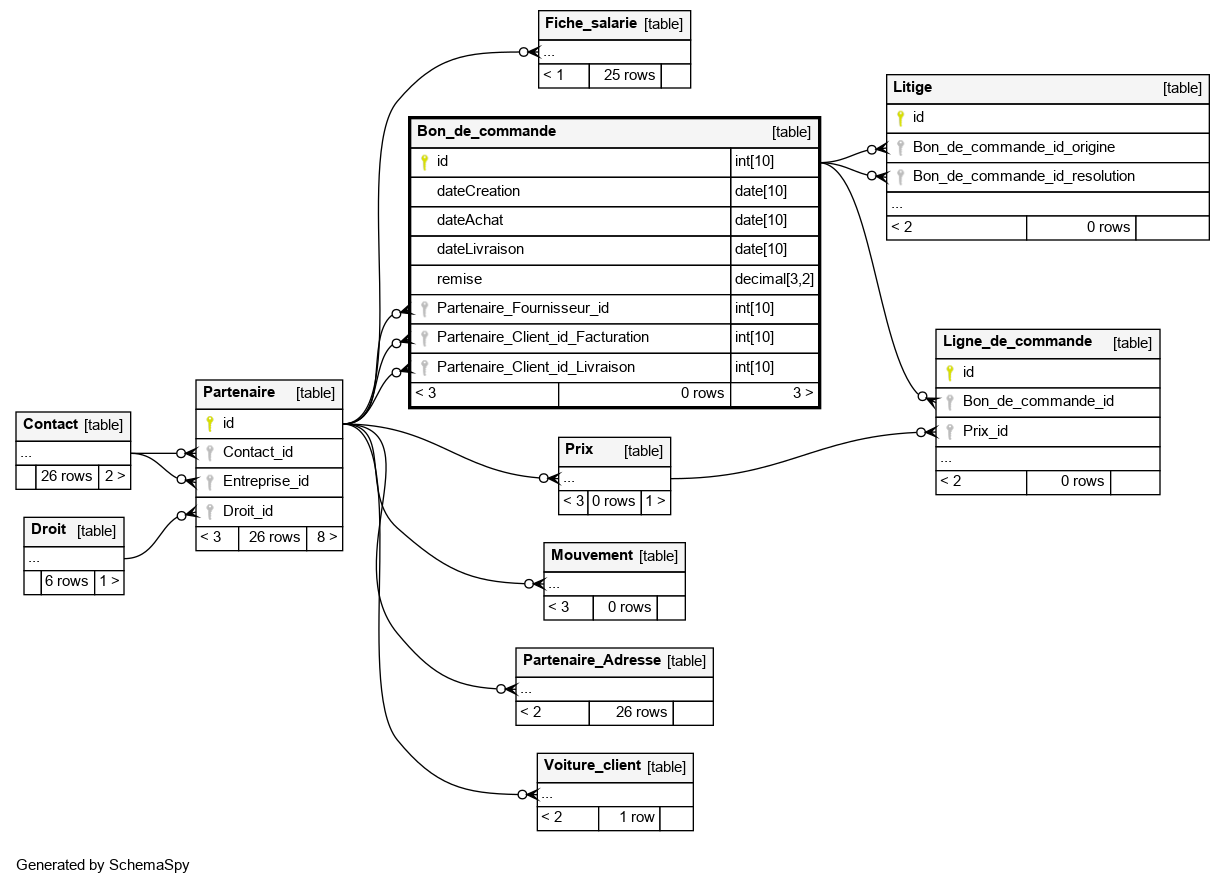 Fiche_salarie [table]
...
< 1 25 rows
Bon_de_commande [table]
id int[10]
dateCreation date[10]
dateAchat date[10]
dateLivraison date[10]
remise decimal[3,2]
Partenaire_Fournisseur_id int[10]
Partenaire_Client_id_Facturation int[10]
Partenaire_Client_id_Livraison int[10]
< 3 0 rows 3 >
Litige [table]
id
Bon_de_commande_id_origine
Bon_de_commande_id_resolution
...
< 2 0 rows
Ligne_de_commande [table]
id
Bon_de_commande_id
Prix_id
...
< 2 0 rows
Partenaire [table]
id
Contact_id
Entreprise_id
Droit_id
< 3 26 rows 8 >
Contact [table]
...
26 rows 2 >
Droit [table]
...
6 rows 1 >
Prix [table]
...
< 3 0 rows 1 >
Mouvement [table]
...
< 3 0 rows
Partenaire_Adresse [table]
...
< 2 26 rows
Voiture_client [table]
...
< 2 1 row
Generated by SchemaSpy